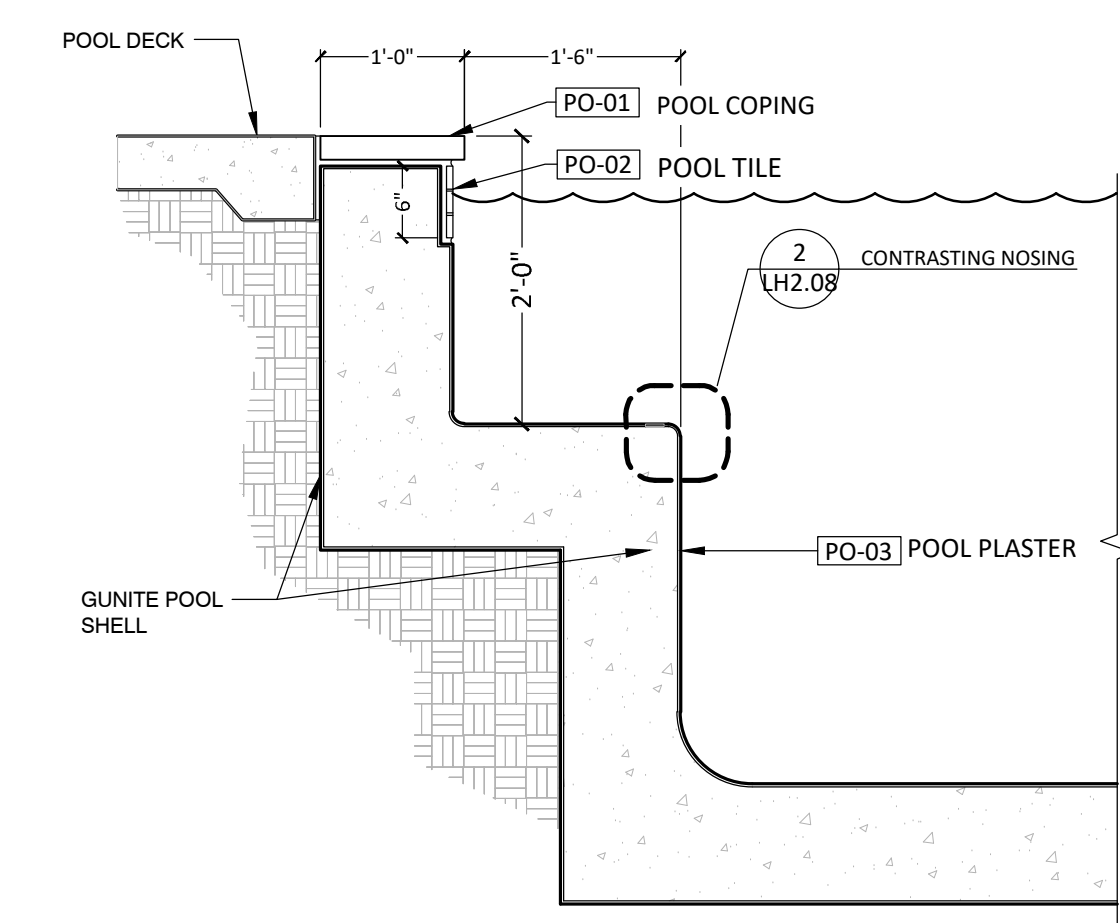 POOL DECK
1'-0"
1'-6"
PO-01 POOL COPING
PO-02 POOL TILE
6"
2'-0"
2
LH2.08
CONTRASTING NOSING
PO-03 POOL PLASTER
GUNITE POOL
SHELL